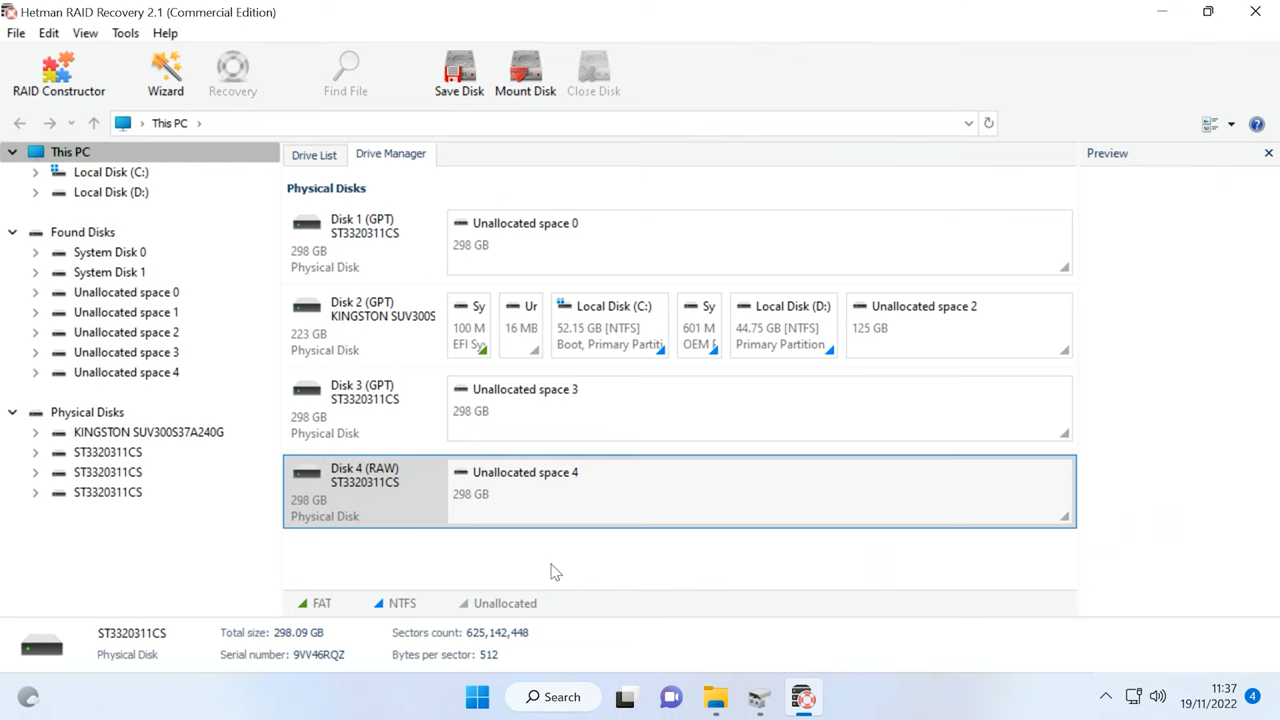 Hetman RAID Recovery 2.1 (Commercial Edition)
File Edit View Tools Help
RAID Constructor Wizard Recovery Find File Save Disk Mount Disk Close Disk
This PC
This PC
Local Disk (C:)
Local Disk (D:)
Found Disks
System Disk 0
System Disk 1
Unallocated space 0
Unallocated space 1
Unallocated space 2
Unallocated space 3
Unallocated space 4
Physical Disks
KINGSTON SUV300S37A240G
ST3320311CS
ST3320311CS
ST3320311CS
Drive List Drive Manager
Physical Disks
Disk 1 (GPT)
ST3320311CS
298 GB
Physical Disk
Unallocated space 0
298 GB
Disk 2 (GPT)
KINGSTON SUV300S
223 GB
Physical Disk
Sy
100 M
EFI Sy
Ur
16 MB
Local Disk (C:)
52.15 GB [NTFS]
Boot, Primary Partiti
Sy
601 M
OEM P
Local Disk (D:)
44.75 GB [NTFS]
Primary Partition
Unallocated space 2
125 GB
Disk 3 (GPT)
ST3320311CS
298 GB
Physical Disk
Unallocated space 3
298 GB
Disk 4 (RAW)
ST3320311CS
298 GB
Physical Disk
Unallocated space 4
298 GB
FAT NTFS Unallocated
Preview
ST3320311CS
Physical Disk
Total size: 298.09 GB
Serial number: 9VV46RQZ
Sectors count: 625,142,448
Bytes per sector: 512
Search
11:37
19/11/2022
4